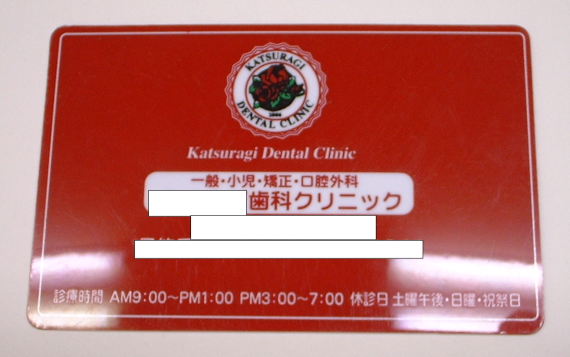 KATSURAGI
DENTAL CLINIC
Katsuragi Dental Clinic
一般・小児・矯正・口腔外科
歯科クリニック
診療時間 AM9:00〜PM1:00 PM3:00〜7:00 休診日 土曜午後・日曜・祝祭日